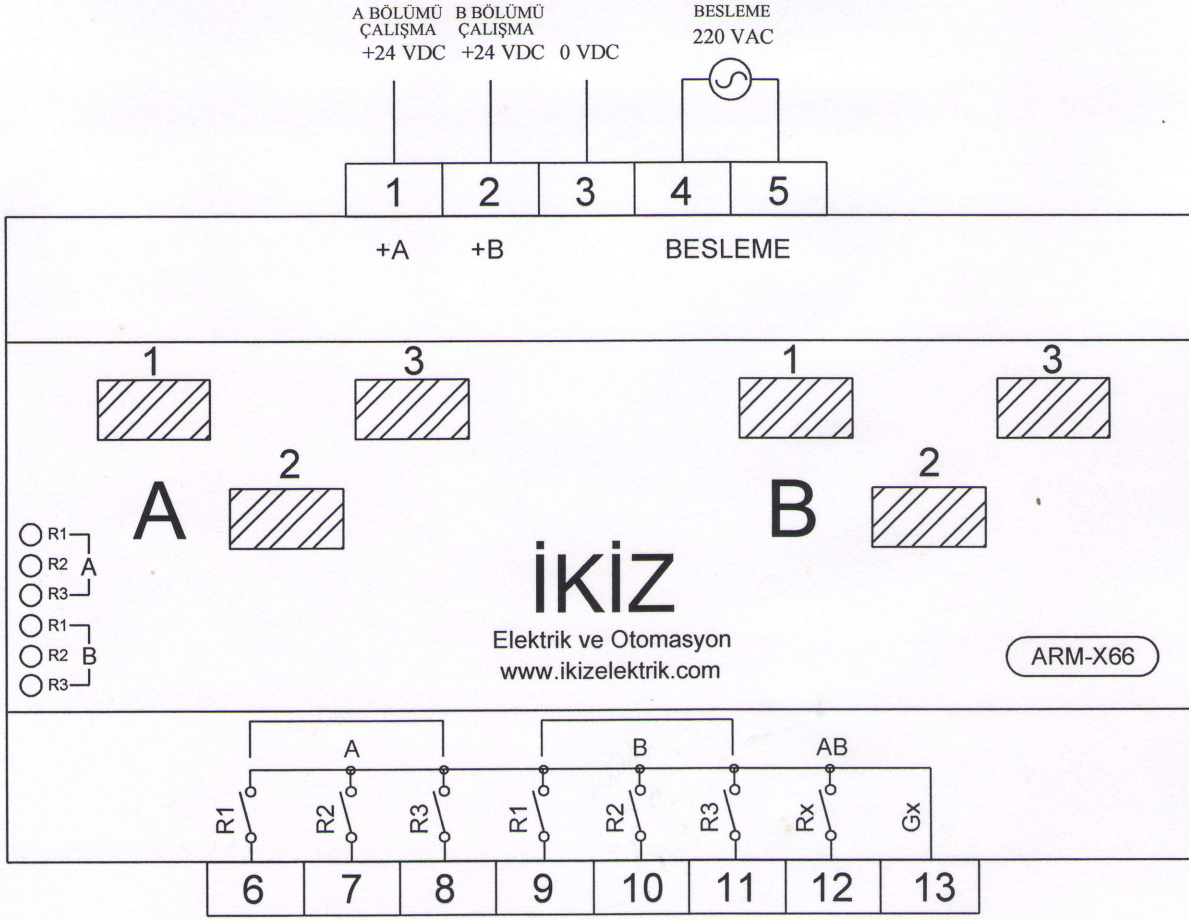 A BÖLÜMÜ
ÇALIŞMA
+24 VDC
B BÖLÜMÜ
ÇALIŞMA
+24 VDC
0 VDC
BESLEME
220 VAC
1 2 3 4 5
+A +B BESLEME
1 3 1 3
2 2
A B
R1
R2 A
R3
R1
R2 B
R3
İKİZ
Elektrik ve Otomasyon
www.ikizelektrik.com
ARM-X66
A B AB
R1 R2 R3 R1 R2 R3 Rx Gx
6 7 8 9 10 11 12 13